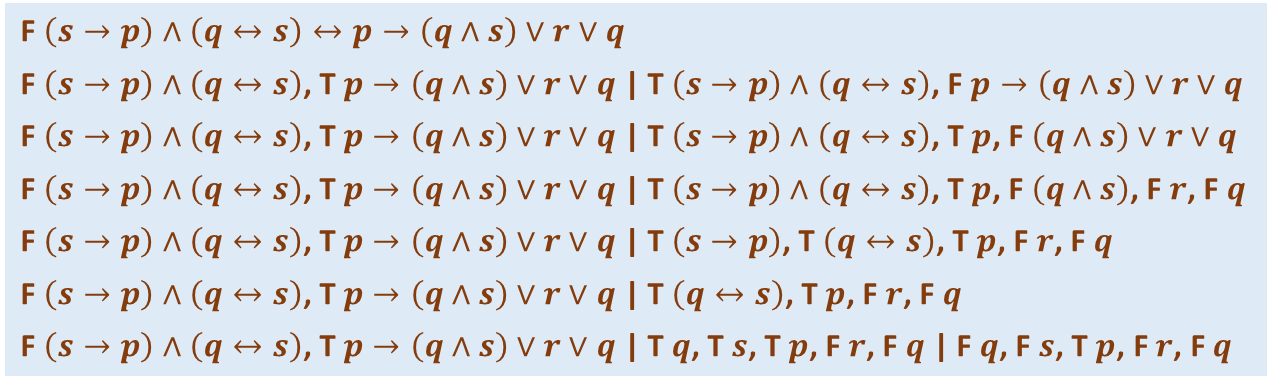 F (s → p) ∧ (q ↔ s) ↔ p → (q ∧ s) ∨ r ∨ q
F (s → p) ∧ (q ↔ s), T p → (q ∧ s) ∨ r ∨ q | T (s → p) ∧ (q ↔ s), F p → (q ∧ s) ∨ r ∨ q
F (s → p) ∧ (q ↔ s), T p → (q ∧ s) ∨ r ∨ q | T (s → p) ∧ (q ↔ s), T p, F (q ∧ s) ∨ r ∨ q
F (s → p) ∧ (q ↔ s), T p → (q ∧ s) ∨ r ∨ q | T (s → p) ∧ (q ↔ s), T p, F (q ∧ s), F r, F q
F (s → p) ∧ (q ↔ s), T p → (q ∧ s) ∨ r ∨ q | T (s → p), T (q ↔ s), T p, F r, F q
F (s → p) ∧ (q ↔ s), T p → (q ∧ s) ∨ r ∨ q | T (q ↔ s), T p, F r, F q
F (s → p) ∧ (q ↔ s), T p → (q ∧ s) ∨ r ∨ q | T q, T s, T p, F r, F q | F q, F s, T p, F r, F q